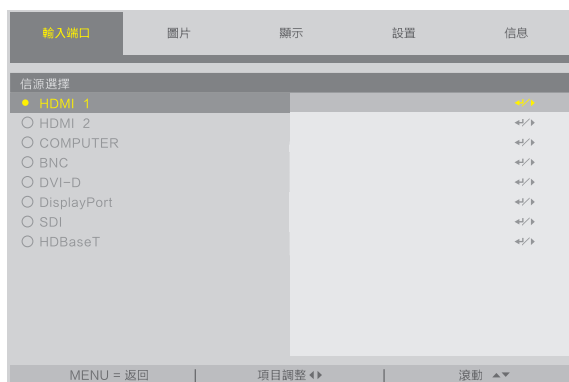 輸入端口 圖片 顯示 設置 信息
信源選擇
HDMI 1
HDMI 2
COMPUTER
BNC
DVI-D
DisplayPort
SDI
HDBaseT
MENU = 返回 | 項目調整 | 滾動